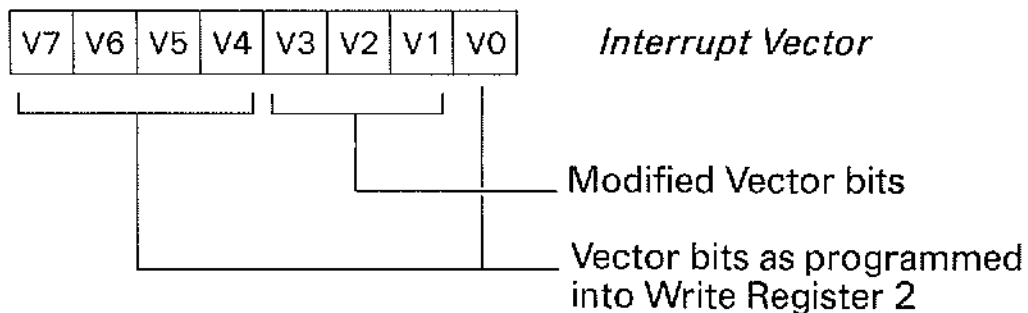 V7 V6 V5 V4 V3 V2 V1 V0 Interrupt Vector
Modified Vector bits
Vector bits as programmed
into Write Register 2